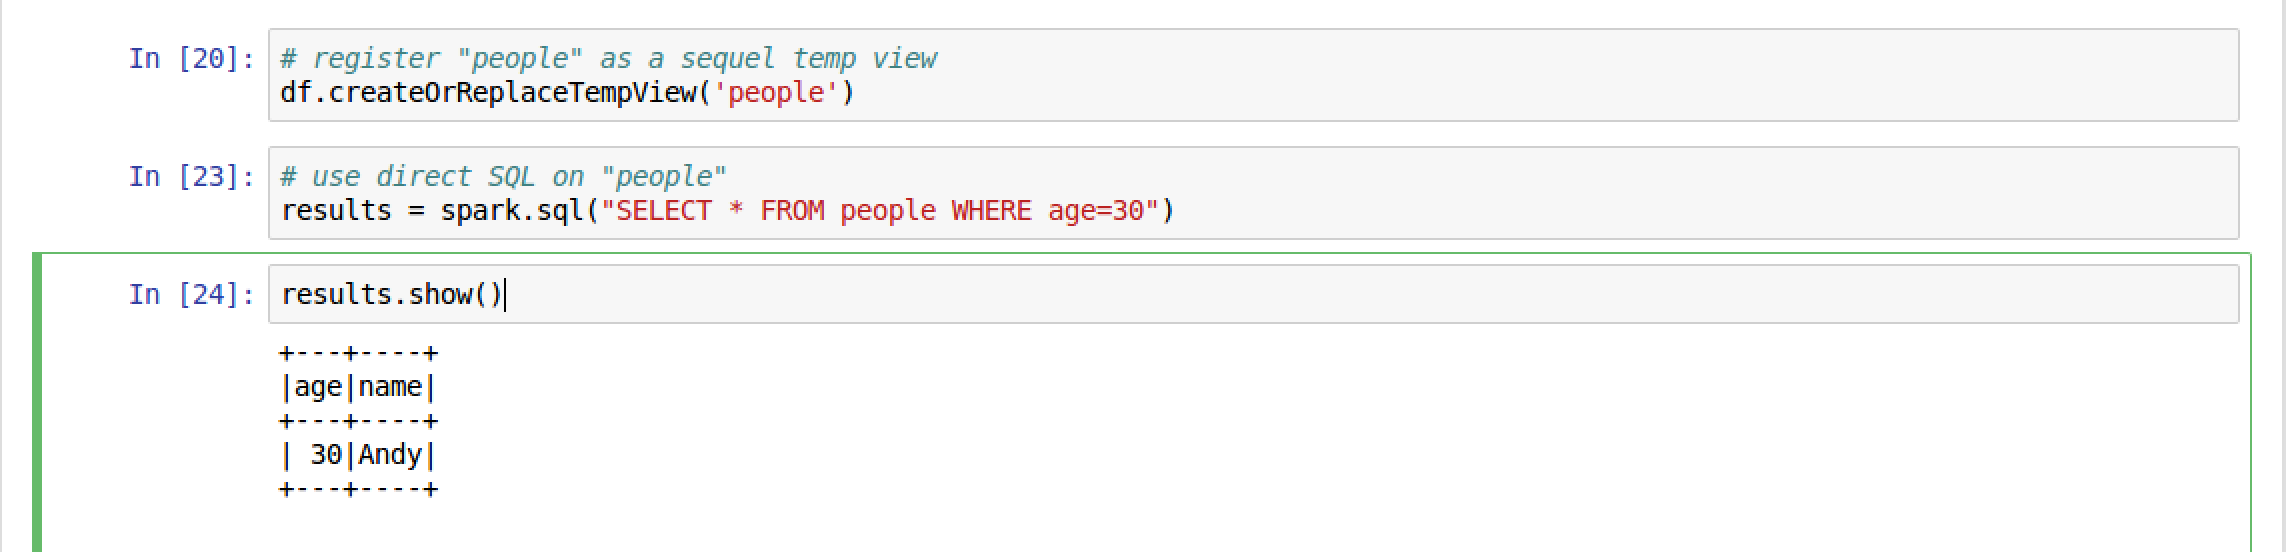 In [20]: # register "people" as a sequel temp view
df.createOrReplaceTempView('people')
In [23]: # use direct SQL on "people"
results = spark.sql("SELECT * FROM people WHERE age=30")
In [24]: results.show()
+---+----+
|age|name|
+---+----+
| 30|Andy|
+---+----+